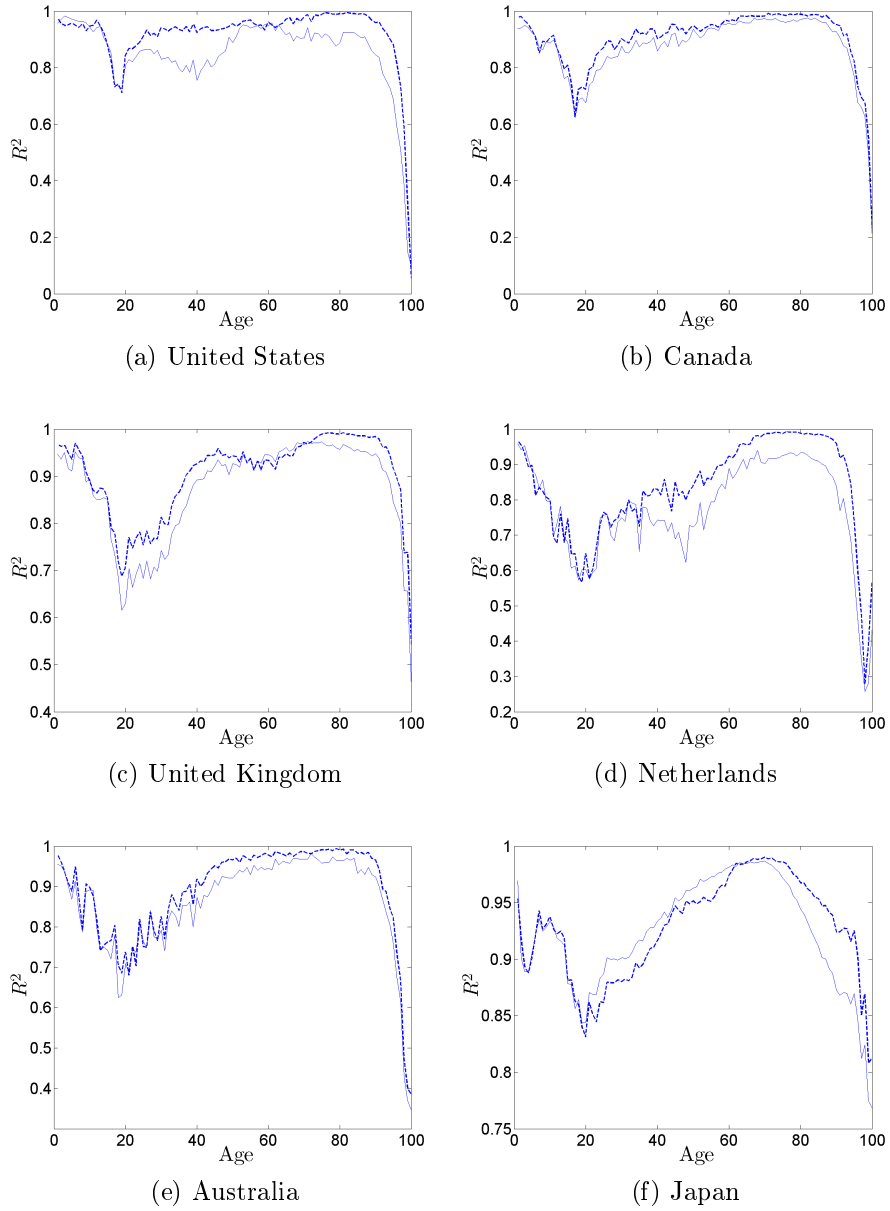 1
0.8
0.6
0.4
0.2
0
R²
0 20 40 60 80 100
Age
(a) United States
1
0.8
0.6
0.4
0.2
0
R²
0 20 40 60 80 100
Age
(b) Canada
1
0.9
0.8
0.7
0.6
0.5
0.4
R²
0 20 40 60 80 100
Age
(c) United Kingdom
1
0.9
0.8
0.7
0.6
0.5
0.4
0.3
0.2
R²
0 20 40 60 80 100
Age
(d) Netherlands
1
0.9
0.8
0.7
0.6
0.5
0.4
R²
0 20 40 60 80 100
Age
(e) Australia
1
0.95
0.9
0.85
0.8
0.75
R²
0 20 40 60 80 100
Age
(f) Japan